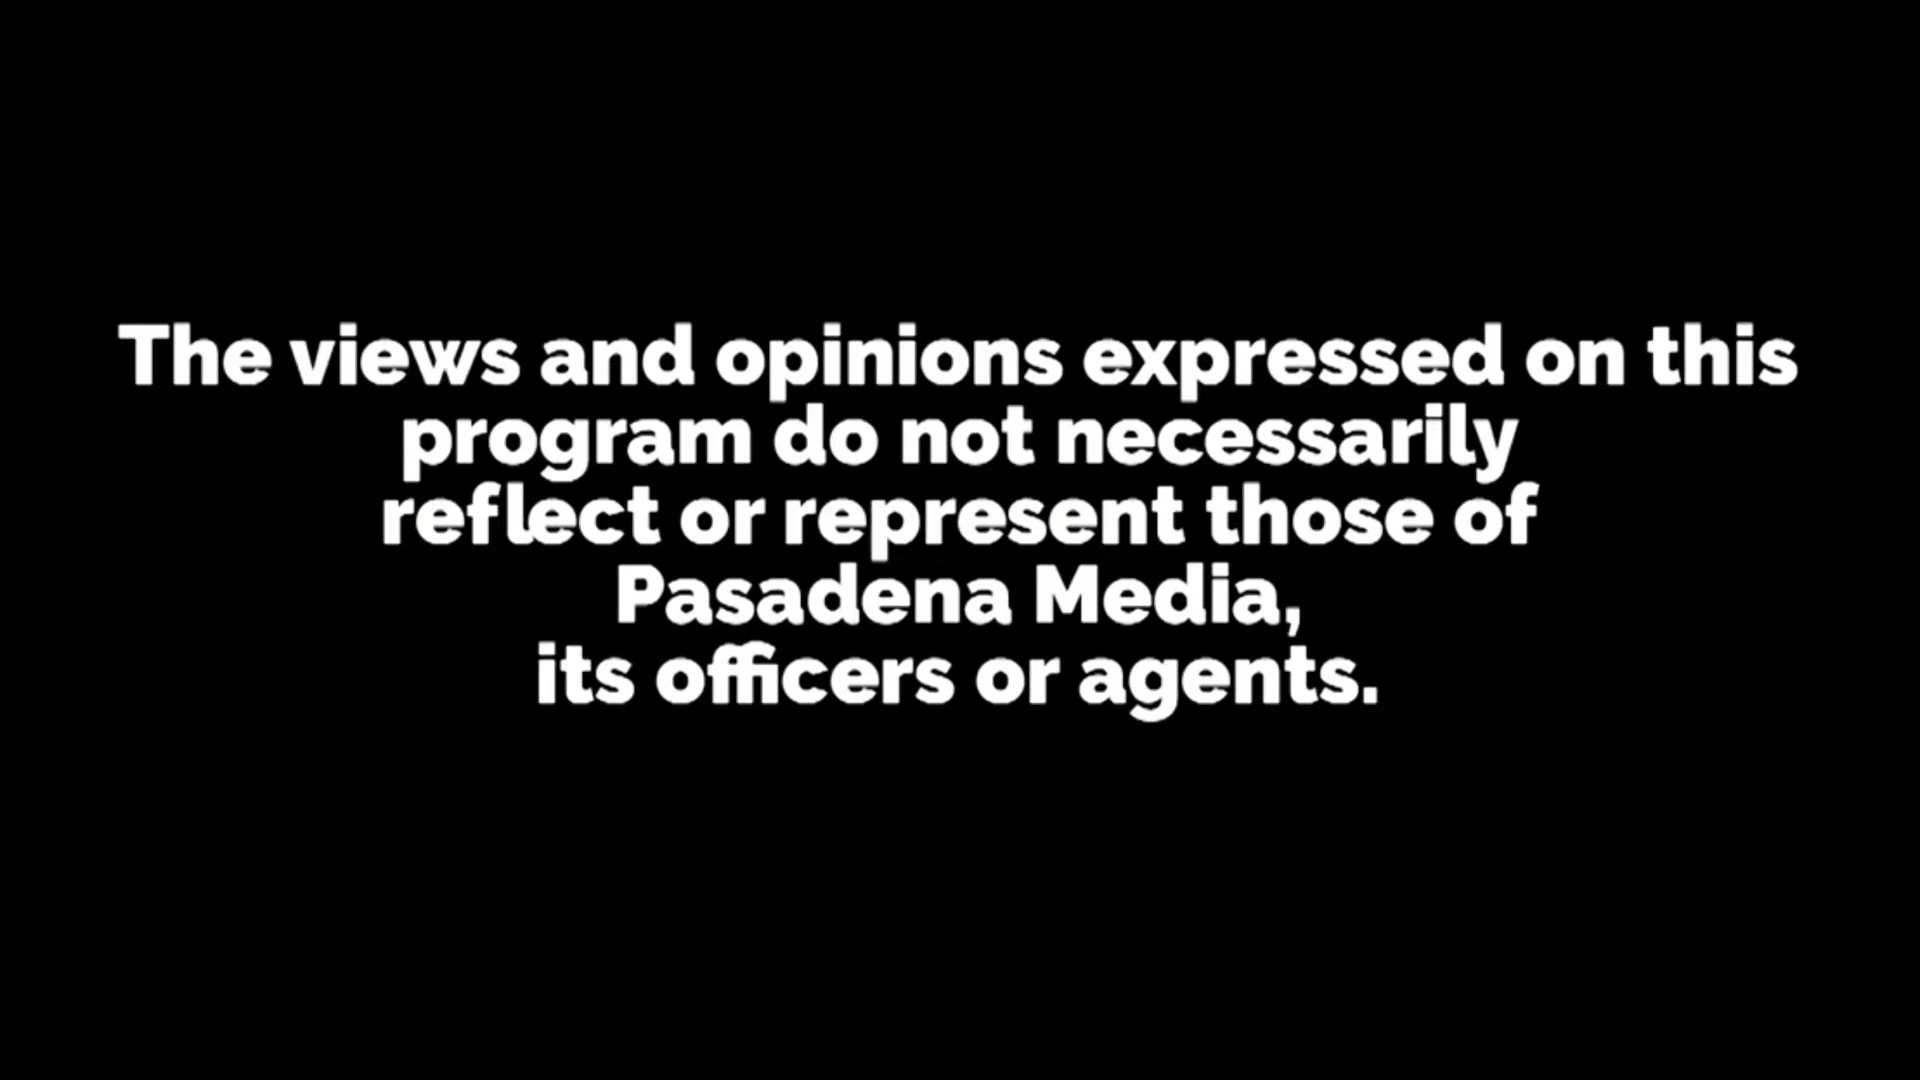 The views and opinions expressed on this
program do not necessarily
reflect or represent those of
Pasadena Media,
its officers or agents.